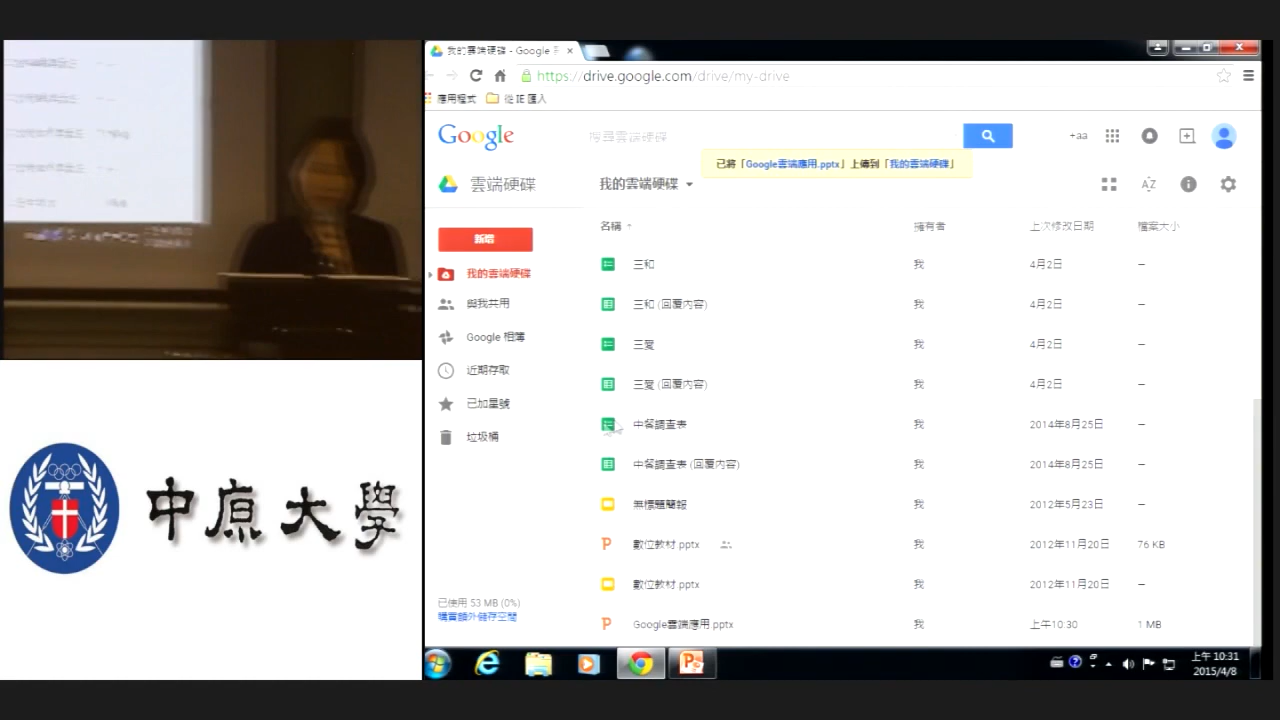 我的雲端硬碟 - Google
https://drive.google.com/drive/my-drive
應用程式 從 IE 匯入
Google
搜尋雲端硬碟
+aa
已將「Google雲端應用.pptx」上傳到「我的雲端硬碟」
雲端硬碟
我的雲端硬碟
AZ
新增
名稱 擁有者 上次修改日期 檔案大小
我的雲端硬碟
與我共用
Google 相簿
近期存取
已加星號
垃圾桶
三和 我 4月2日 –
三和 (回覆內容) 我 4月2日 –
三愛 我 4月2日 –
三愛 (回覆內容) 我 4月2日 –
中餐調查表 我 2014年8月25日 –
中餐調查表 (回覆內容) 我 2014年8月25日 –
無標題簡報 我 2012年5月23日 –
數位教材.pptx 我 2012年11月20日 76 KB
數位教材.pptx 我 2012年11月20日 –
Google雲端應用.pptx 我 上午10:30 1 MB
已使用 53 MB (0%)
購買額外儲存空間
上午 10:31
2015/4/8
中原大學